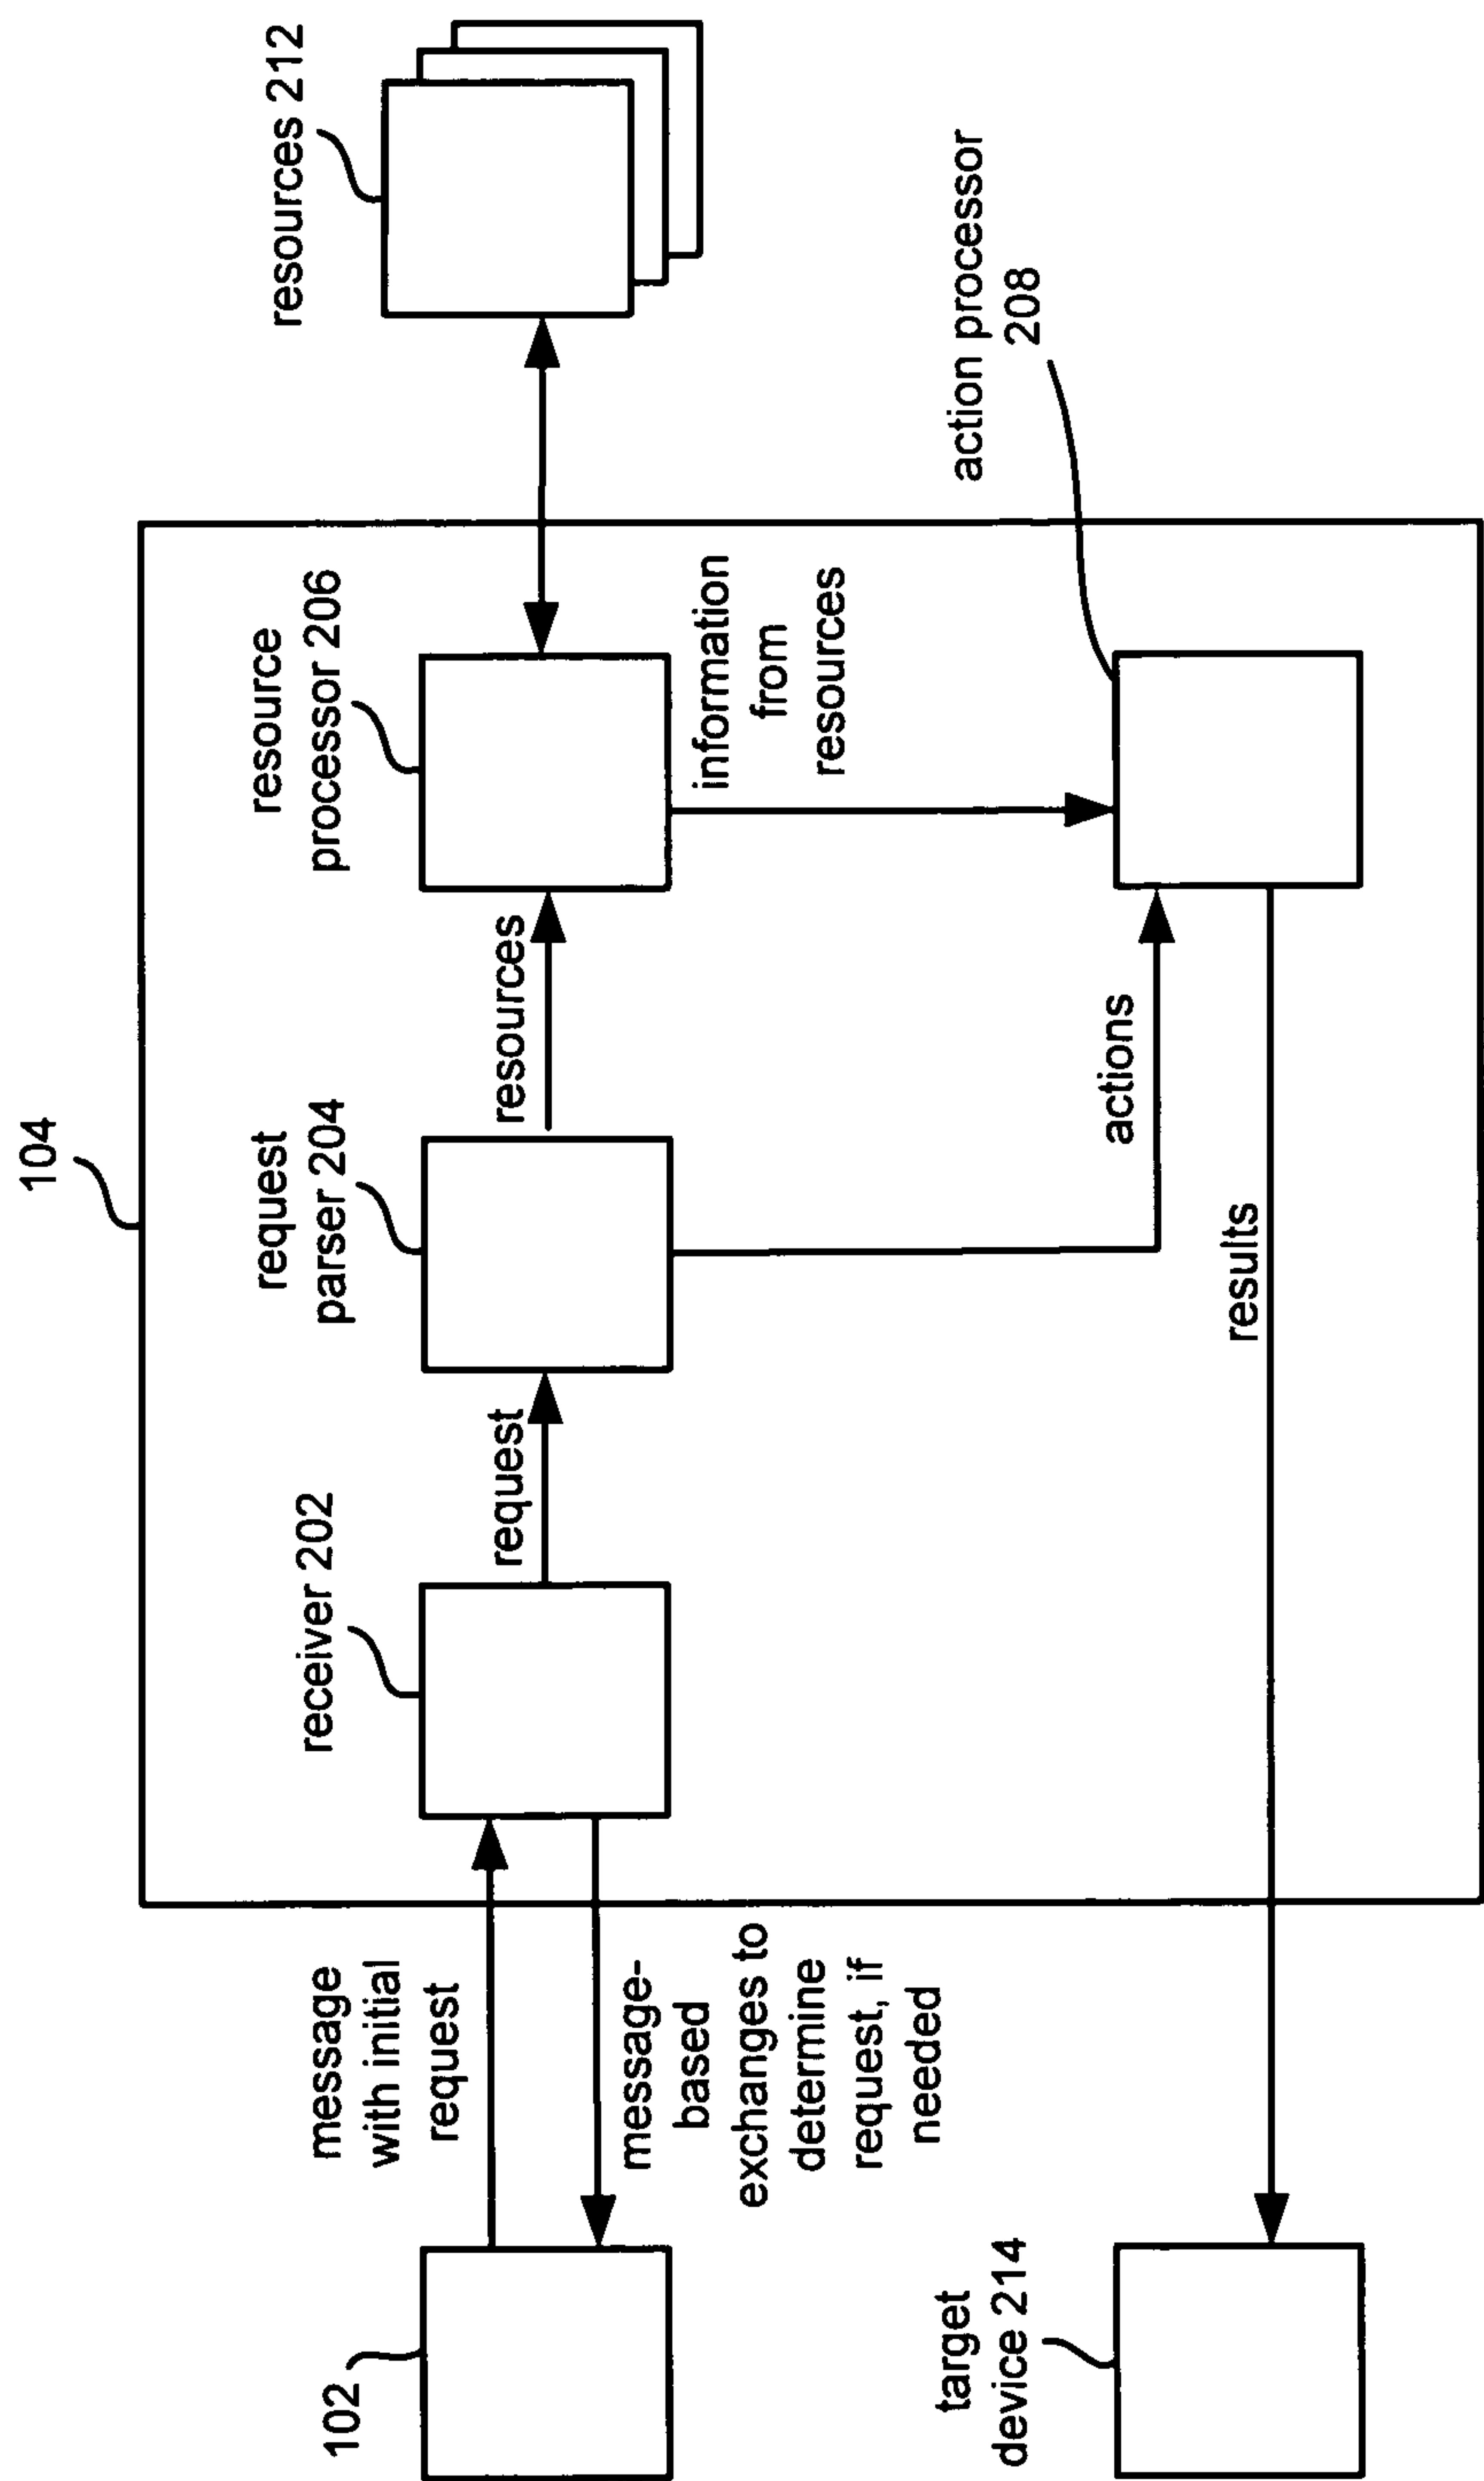 104
resources 212
resource
processor 206
request
parser 204
receiver 202
message
with initial
request
102
request
resources
information
from
resources
message-
based
exchanges to
determine
request, if
needed
action processor
208
actions
results
target
device 214